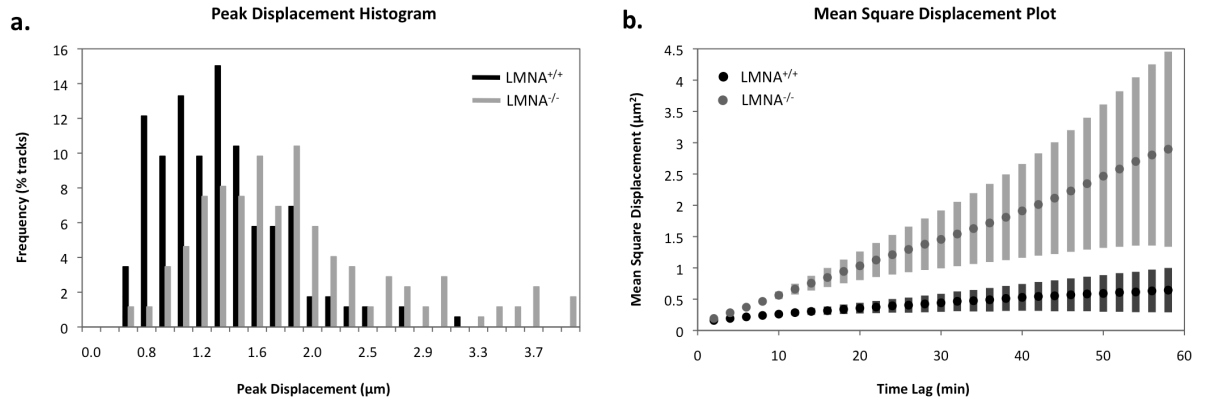 a.
Peak Displacement Histogram
Frequency (% tracks)
16
14
12
10
8
6
4
2
0
LMNA+/+
LMNA-/-
0.0 0.8 1.2 1.6 2.0 2.5 2.9 3.3 3.7
Peak Displacement (μm)
b.
Mean Square Displacement Plot
Mean Square Displacement (μm²)
4.5
4
3.5
3
2.5
2
1.5
1
0.5
0
LMNA+/+
LMNA-/-
0 10 20 30 40 50 60
Time Lag (min)